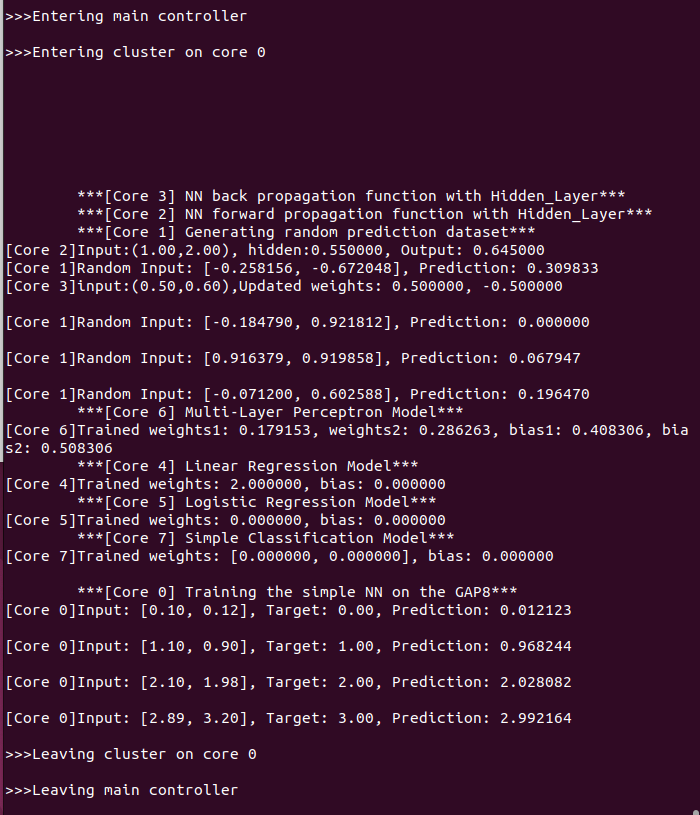 >>>Entering main controller
>>>Entering cluster on core 0
***[Core 3] NN back propagation function with Hidden_Layer***
***[Core 2] NN forward propagation function with Hidden_Layer***
***[Core 1] Generating random prediction dataset***
[Core 2]Input:(1.00,2.00), hidden:0.550000, Output: 0.645000
[Core 1]Random Input: [-0.258156, -0.672048], Prediction: 0.309833
[Core 3]input:(0.50,0.60),Updated weights: 0.500000, -0.500000
[Core 1]Random Input: [-0.184790, 0.921812], Prediction: 0.000000
[Core 1]Random Input: [0.916379, 0.919858], Prediction: 0.067947
[Core 1]Random Input: [-0.071200, 0.602588], Prediction: 0.196470
***[Core 6] Multi-Layer Perceptron Model***
[Core 6]Trained weights1: 0.179153, weights2: 0.286263, bias1: 0.408306, bia
s2: 0.508306
***[Core 4] Linear Regression Model***
[Core 4]Trained weights: 2.000000, bias: 0.000000
***[Core 5] Logistic Regression Model***
[Core 5]Trained weights: 0.000000, bias: 0.000000
***[Core 7] Simple Classification Model***
[Core 7]Trained weights: [0.000000, 0.000000], bias: 0.000000
***[Core 0] Training the simple NN on the GAP8***
[Core 0]Input: [0.10, 0.12], Target: 0.00, Prediction: 0.012123
[Core 0]Input: [1.10, 0.90], Target: 1.00, Prediction: 0.968244
[Core 0]Input: [2.10, 1.98], Target: 2.00, Prediction: 2.028082
[Core 0]Input: [2.89, 3.20], Target: 3.00, Prediction: 2.992164
>>>Leaving cluster on core 0
>>>Leaving main controller